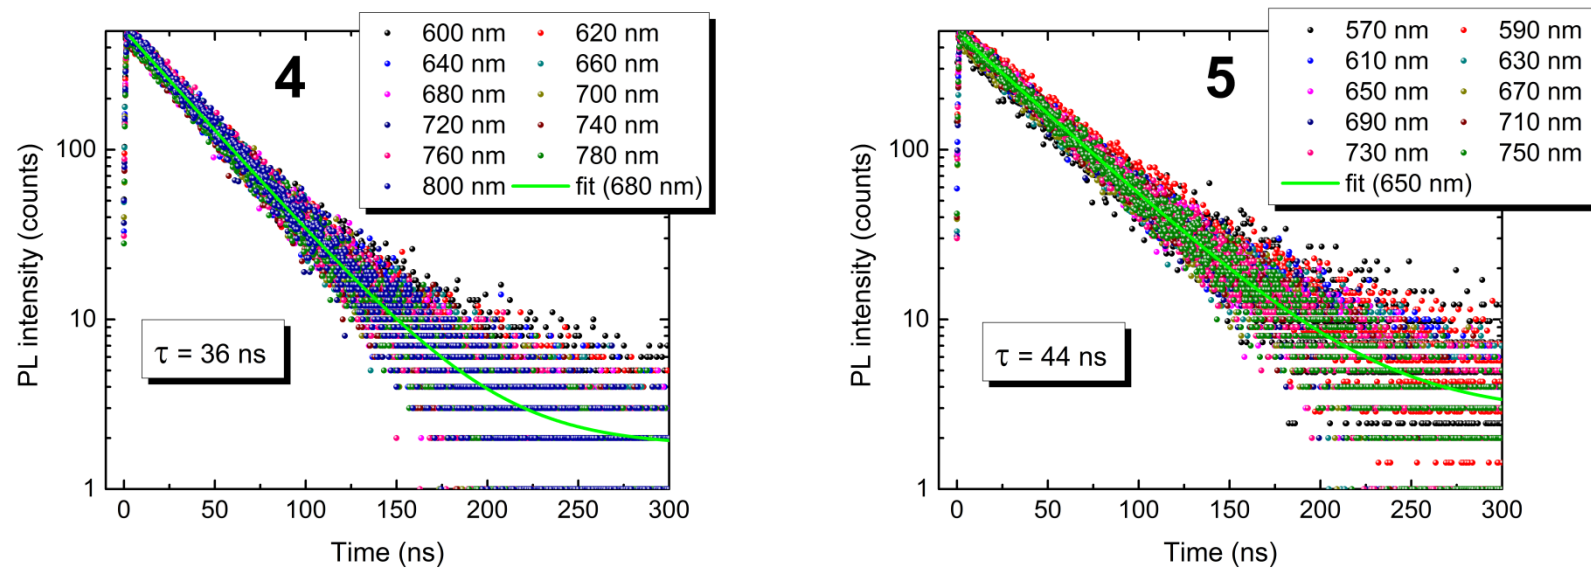 4
600 nm 620 nm
640 nm 660 nm
680 nm 700 nm
720 nm 740 nm
760 nm 780 nm
800 nm fit (680 nm)
PL intensity (counts)
100
10
1
τ = 36 ns
0 50 100 150 200 250 300
Time (ns)
5
570 nm 590 nm
610 nm 630 nm
650 nm 670 nm
690 nm 710 nm
730 nm 750 nm
fit (650 nm)
PL intensity (counts)
100
10
1
τ = 44 ns
0 50 100 150 200 250 300
Time (ns)